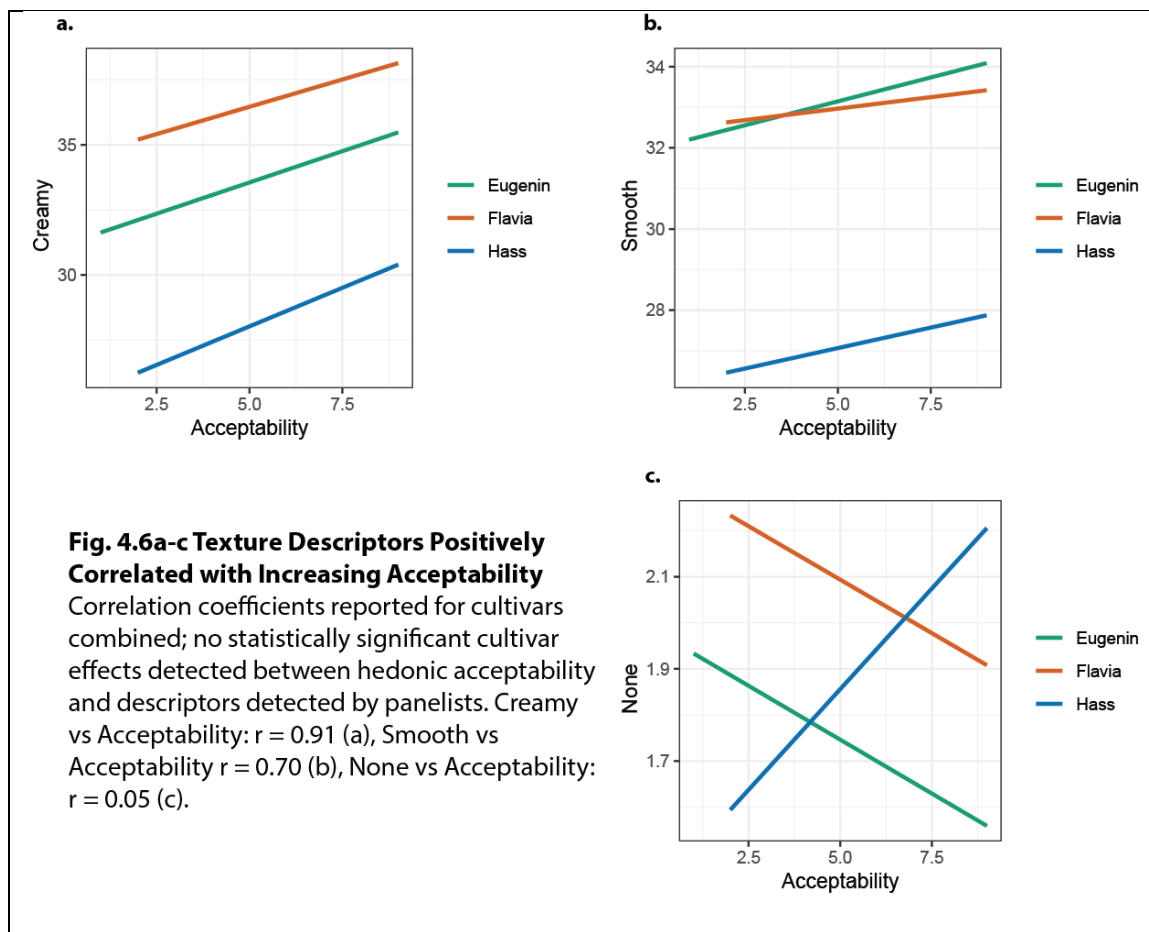 a.
35
30
Creamy
2.5 5.0 7.5
Acceptability
Eugenin
Flavia
Hass
b.
34
32
30
28
Smooth
2.5 5.0 7.5
Acceptability
Eugenin
Flavia
Hass
Fig. 4.6a-c Texture Descriptors Positively
Correlated with Increasing Acceptability
Correlation coefficients reported for cultivars
combined; no statistically significant cultivar
effects detected between hedonic acceptability
and descriptors detected by panelists. Creamy
vs Acceptability: r = 0.91 (a), Smooth vs
Acceptability r = 0.70 (b), None vs Acceptability:
r = 0.05 (c).
c.
2.1
1.9
1.7
None
2.5 5.0 7.5
Acceptability
Eugenin
Flavia
Hass